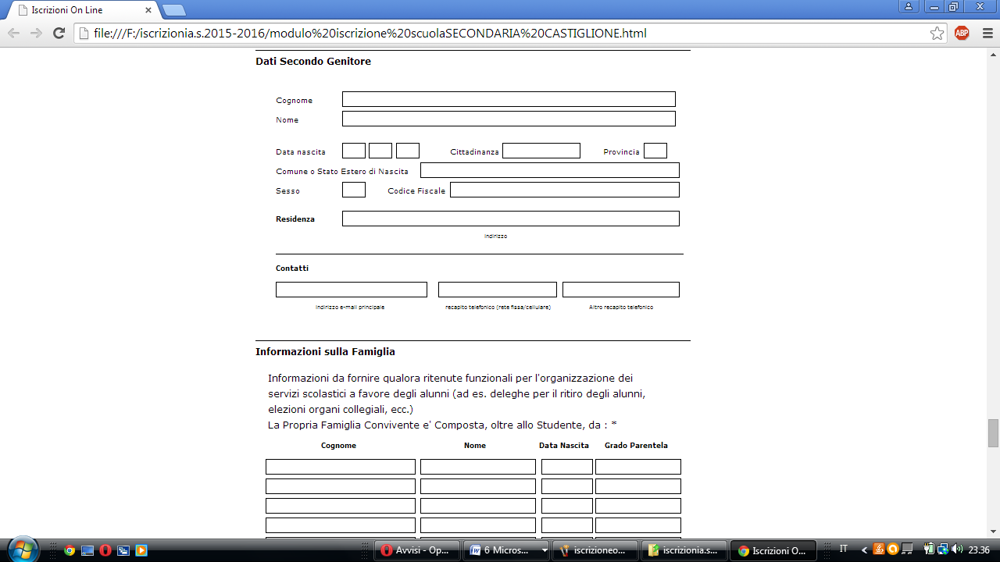 Iscrizioni On Line
file:///F:/iscrizionia.s.2015-2016/modulo%20iscrizione%20scuolaSECONDARIA%20CASTIGLIONE.html
ABP
Dati Secondo Genitore
Cognome
Nome
Data nascita Cittadinanza Provincia
Comune o Stato Estero di Nascita
Sesso Codice Fiscale
Residenza
indirizzo
Contatti
indirizzo e-mail principale recapito telefonico (rete fissa/cellulare) Altro recapito telefonico
Informazioni sulla Famiglia
Informazioni da fornire qualora ritenute funzionali per l'organizzazione dei
servizi scolastici a favore degli alunni (ad es. deleghe per il ritiro degli alunni,
elezioni organi collegiali, ecc.)
La Propria Famiglia Convivente e' Composta, oltre allo Studente, da : *
Cognome Nome Data Nascita Grado Parentela
Avvisi - Op... 6 Micros... iscrizioneo... iscrizionia.s... Iscrizioni O... IT 23.36